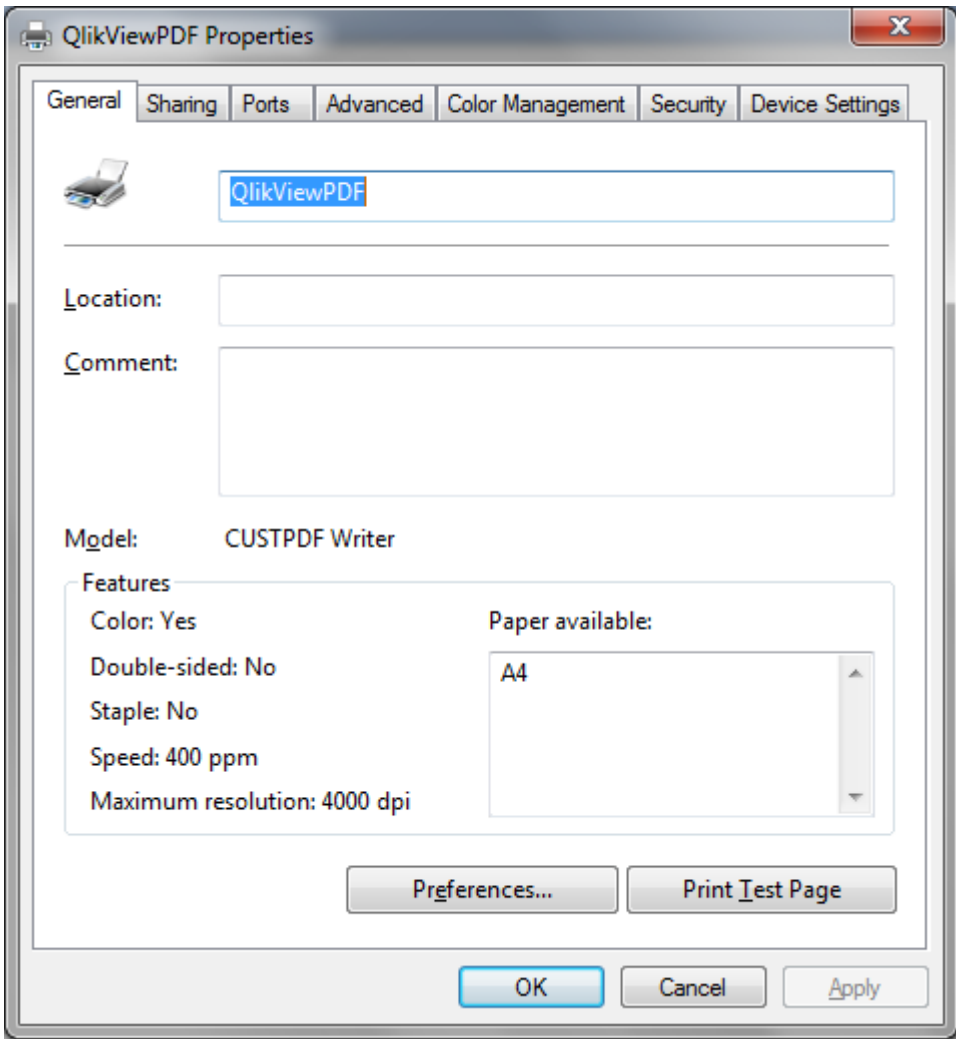 QlikViewPDF Properties
General Sharing Ports Advanced Color Management Security Device Settings
QlikViewPDF
Location:
Comment:
Model: CUSTPDF Writer
Features
Color: Yes Paper available:
Double-sided: No A4
Staple: No
Speed: 400 ppm
Maximum resolution: 4000 dpi
Preferences... Print Test Page
OK Cancel Apply